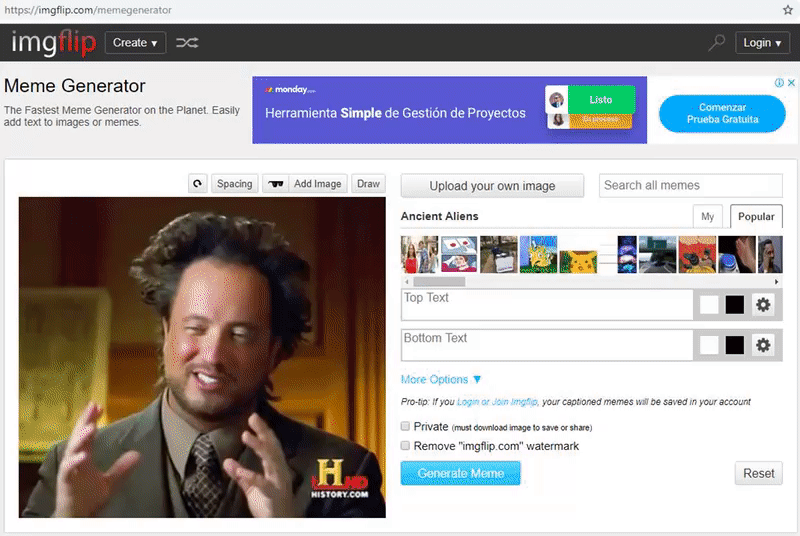 https://imgflip.com/memegenerator
imgflip
Create ▼
Login ▼
Meme Generator
The Fastest Meme Generator on the Planet. Easily
add text to images or memes.
monday.com
Herramienta Simple de Gestión de Proyectos
Listo
En proceso
Comenzar
Prueba Gratuita
Spacing
Add Image
Draw
Upload your own image
Search all memes
Ancient Aliens
My
Popular
Top Text
Bottom Text
More Options ▼
Pro-tip: If you Login or Join Imgflip, your captioned memes will be saved in your account
Private (must download image to save or share)
Remove "imgflip.com" watermark
Generate Meme
Reset
H HD
HISTORY.COM